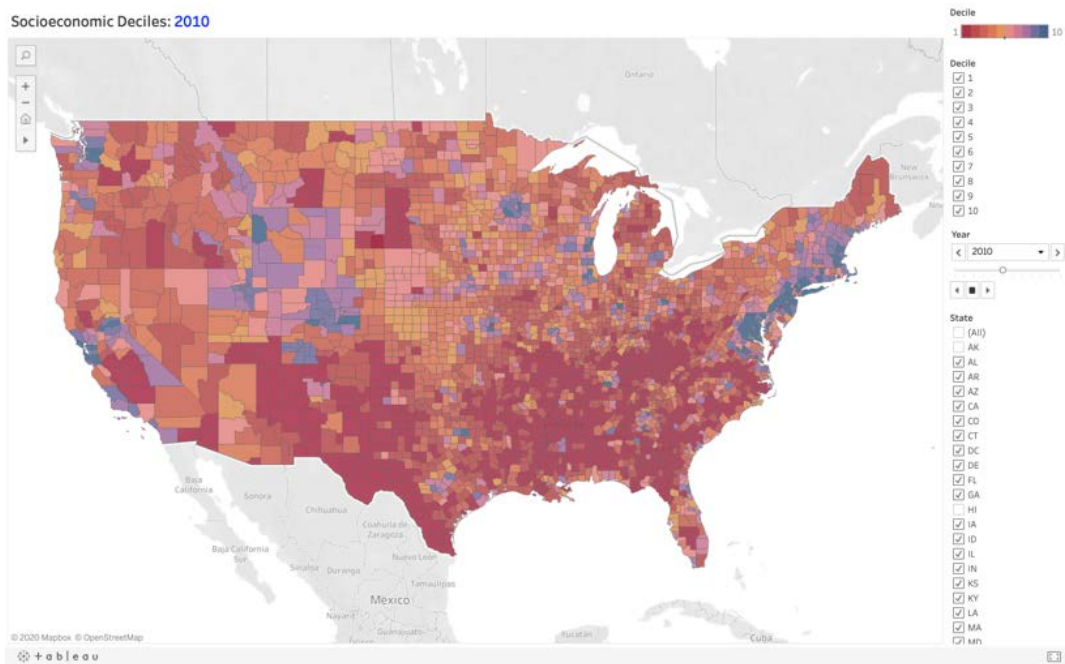 Socioeconomic Deciles: 2010
Ontario
New
Brunswick
Baja
California
Sonora
Chihuahua
Coahuila de
Zaragoza
Baja California
Sur
Nuevo León
Sinaloa
Durango
Tamaulipas
Mexico
Nayarit
Guanajuato
Yucatán
Cuba
© 2020 Mapbox © OpenStreetMap
+ a b l e a u
Decile
1
10
Decile
1
2
3
4
5
6
7
8
9
10
Year
2010
State
(All)
AK
AL
AR
AZ
CA
CO
CT
DC
DE
FL
GA
HI
IA
ID
IL
IN
KS
KY
LA
MA
MD